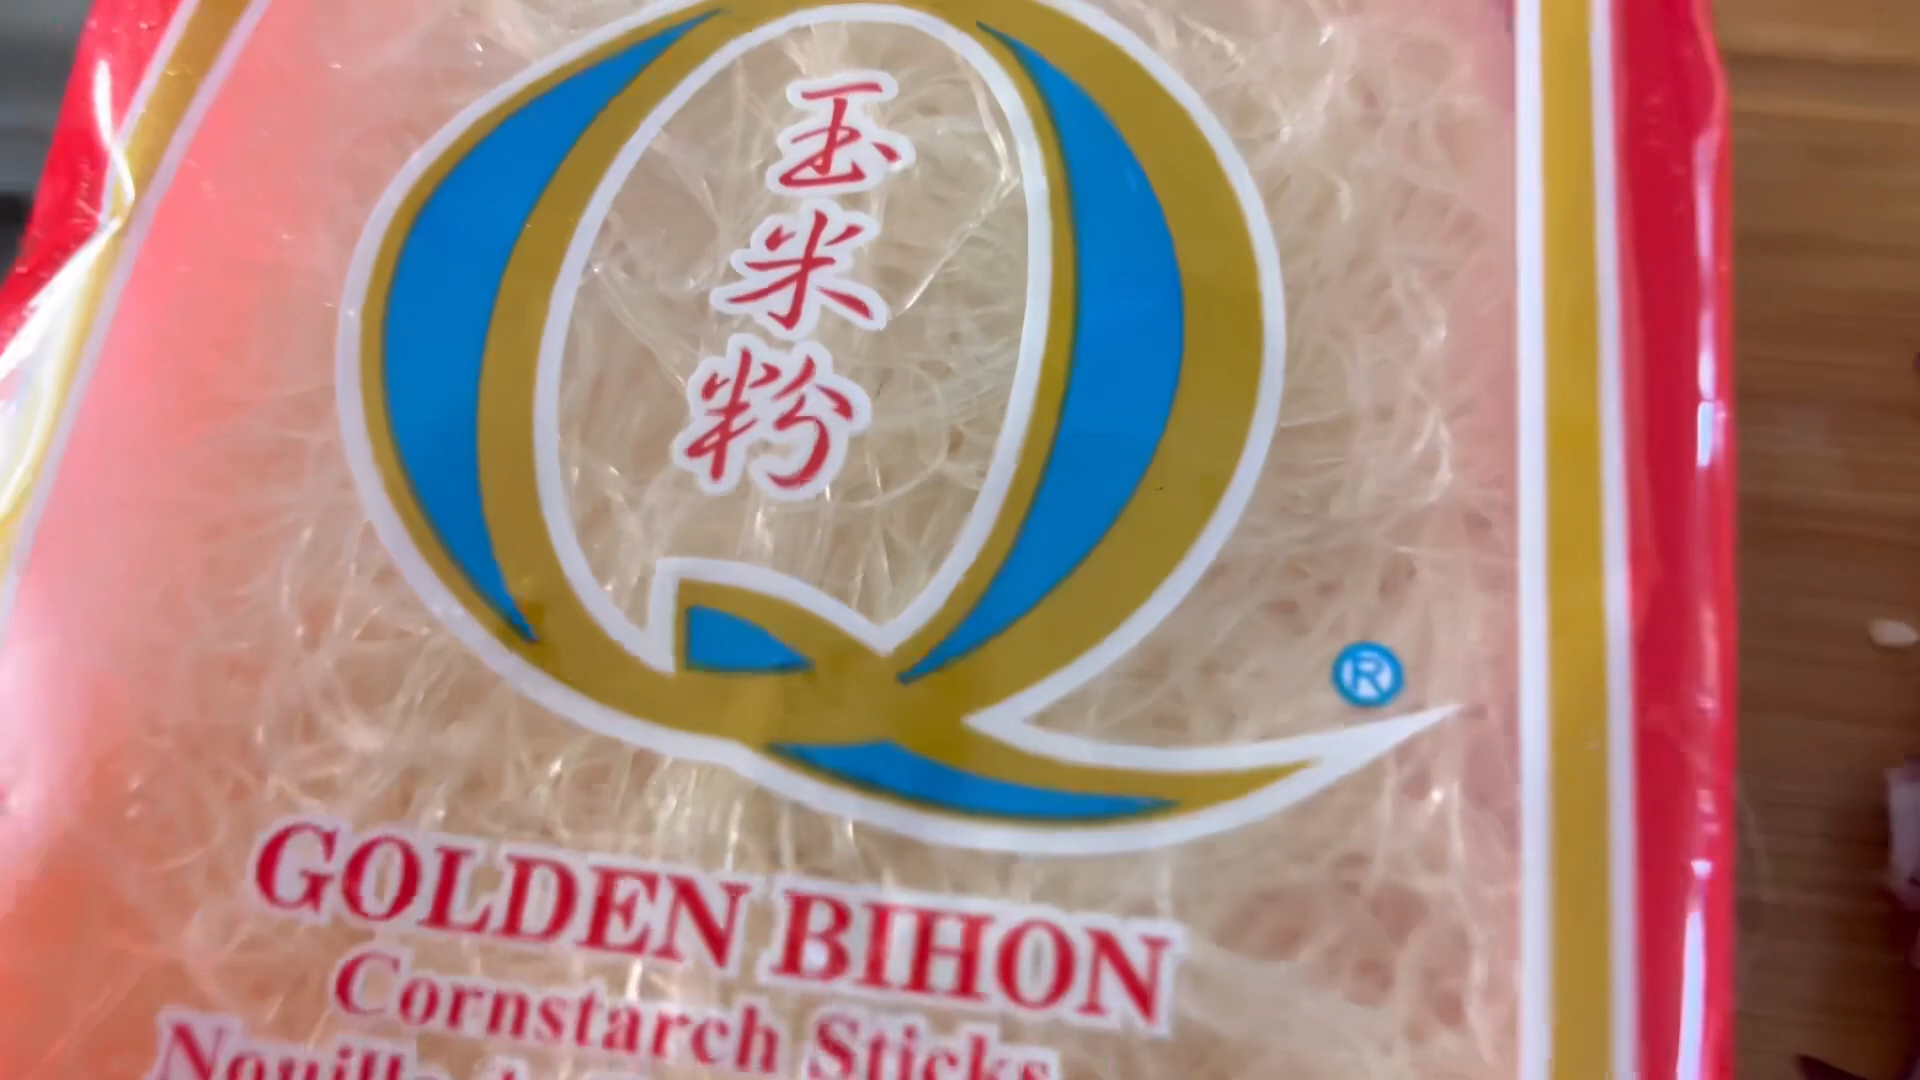 Q
玉
米
粉
®
GOLDEN BIHON
Cornstarch Sticks